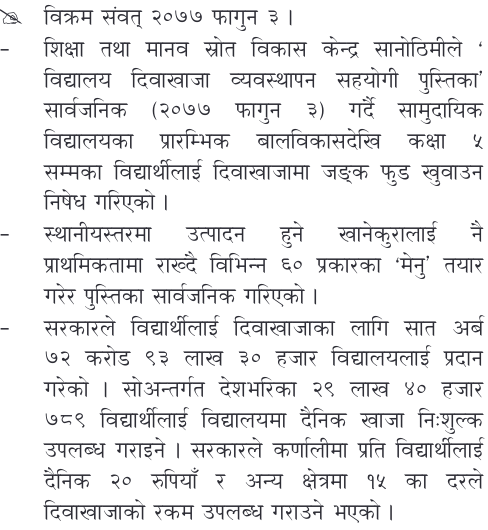 विक्रम संवत् २०७७ फागुन ३ ।
- शिक्षा तथा मानव स्रोत विकास केन्द्र सानोठिमीले ‘
विद्यालय दिवाखाजा व्यवस्थापन सहयोगी पुस्तिका’
सार्वजनिक (२०७७ फागुन ३) गर्दै सामुदायिक
विद्यालयका प्रारम्भिक बालविकासदेखि कक्षा ५
सम्मका विद्यार्थीलाई दिवाखाजामा जङ्क फुड खुवाउन
निषेध गरिएको ।
- स्थानीयस्तरमा उत्पादन हुने खानेकुरालाई नै
प्राथमिकतामा राख्दै विभिन्न ६० प्रकारका ‘मेनु’ तयार
गरेर पुस्तिका सार्वजनिक गरिएको ।
- सरकारले विद्यार्थीलाई दिवाखाजाका लागि सात अर्ब
७२ करोड ९३ लाख ३० हजार विद्यालयलाई प्रदान
गरेको । सोअन्तर्गत देशभरिका २९ लाख ४० हजार
७८९ विद्यार्थीलाई विद्यालयमा दैनिक खाजा निःशुल्क
उपलब्ध गराइने । सरकारले कर्णालीमा प्रति विद्यार्थीलाई
दैनिक २० रुपियाँ र अन्य क्षेत्रमा १५ का दरले
दिवाखाजाको रकम उपलब्ध गराउने भएको ।